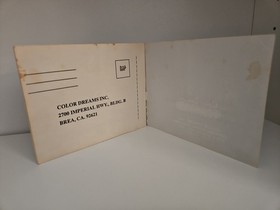 COLOR DREAMS INC.
2700 IMPERIAL HWY., BLDG. B
BREA, CA. 92621